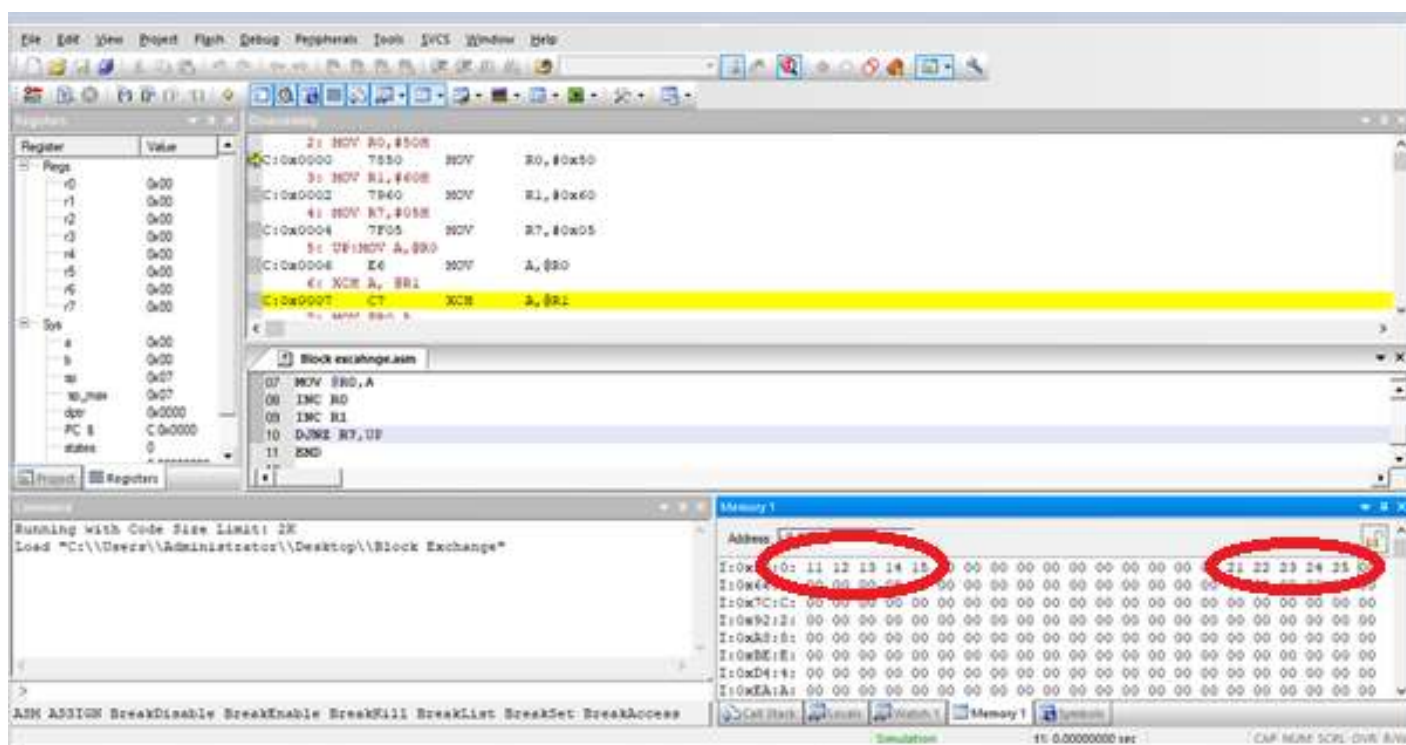 File Edit View Project Flash Debug Peripherals Tools SVCS Window Help
Registers
Disassembly
Register Value
Regs
r0 0x00
r1 0x00
r2 0x00
r3 0x00
r4 0x00
r5 0x00
r6 0x00
r7 0x00
Sys
a 0x00
b 0x00
sp 0x07
sp_max 0x07
dptr 0x0000
PC $ C:0x0000
states 0
Project Registers
2: MOV R0,#50H
C:0x0000 7850 MOV R0,#0x50
3: MOV R1,#60H
C:0x0002 7960 MOV R1,#0x60
4: MOV R7,#05H
C:0x0004 7F05 MOV R7,#0x05
5: UP:MOV A,@R0
C:0x0006 E6 MOV A,@R0
6: XCH A, @R1
C:0x0007 C7 XCH A,@R1
Block excahnge.asm
07 MOV @R0,A
08 INC R0
09 INC R1
10 DJNZ R7,UP
11 END
Command
Running with Code Size Limit: 2K
Load "C:\\Users\\Administrator\\Desktop\\Block Exchange"
>
ASM ASSIGN BreakDisable BreakEnable BreakKill BreakList BreakSet BreakAccess
Memory 1
Address:
11 12 13 14 15 00 00 00 00 00 00 00 00 00 00 21 22 23 24 25
I:0x7C:C: 00 00 00 00 00 00 00 00 00 00 00 00 00 00 00 00 00 00 00 00 00 00
I:0x92:2: 00 00 00 00 00 00 00 00 00 00 00 00 00 00 00 00 00 00 00 00 00 00
I:0xA8:8: 00 00 00 00 00 00 00 00 00 00 00 00 00 00 00 00 00 00 00 00 00 00
I:0xBE:E: 00 00 00 00 00 00 00 00 00 00 00 00 00 00 00 00 00 00 00 00 00 00
I:0xD4:4: 00 00 00 00 00 00 00 00 00 00 00 00 00 00 00 00 00 00 00 00 00 00
I:0xEA:A: 00 00 00 00 00 00 00 00 00 00 00 00 00 00 00 00 00 00 00 00 00 00
Call Stack Locals Watch 1 Memory 1 Symbols
Simulation t1: 0.00000000 sec CAP NUM SCRL OVR R/W